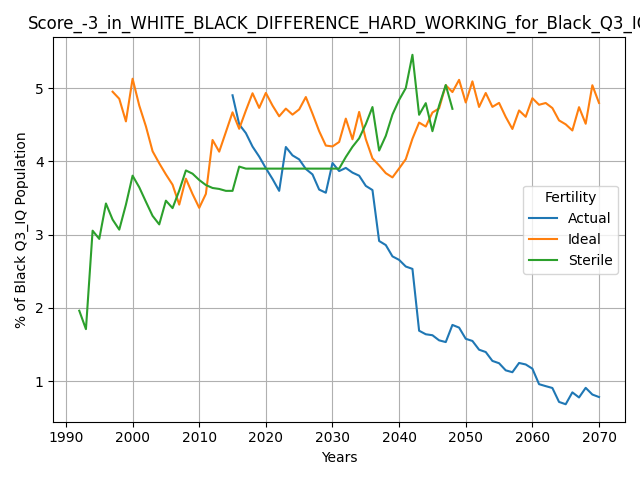 Score_-3_in_WHITE_BLACK_DIFFERENCE_HARD_WORKING_for_Black_Q3_IQ
% of Black Q3_IQ Population
5
4
3
2
1
Fertility
Actual
Ideal
Sterile
1990 2000 2010 2020 2030 2040 2050 2060 2070
Years